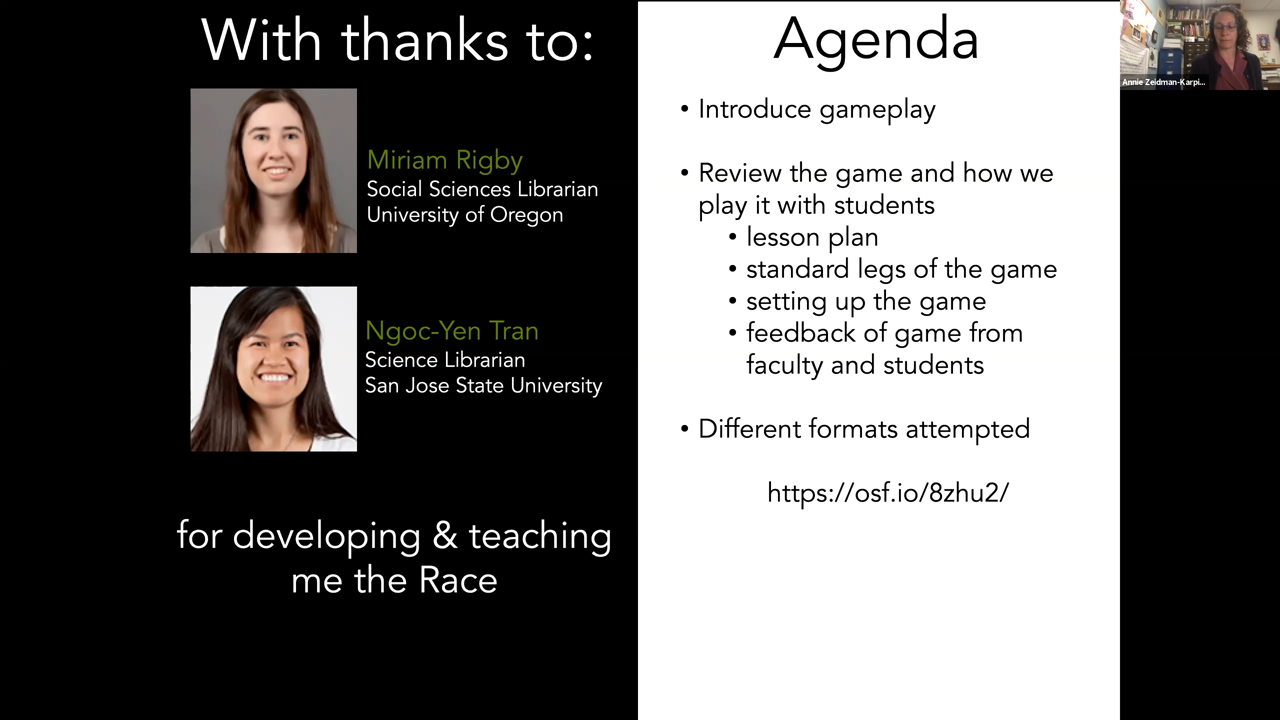 With thanks to:
Miriam Rigby
Social Sciences Librarian
University of Oregon
Ngoc-Yen Tran
Science Librarian
San Jose State University
for developing & teaching
me the Race
Agenda
• Introduce gameplay
• Review the game and how we
play it with students
• lesson plan
• standard legs of the game
• setting up the game
• feedback of game from
faculty and students
• Different formats attempted
https://osf.io/8zhu2/
Annie Zeidman-Karpi...